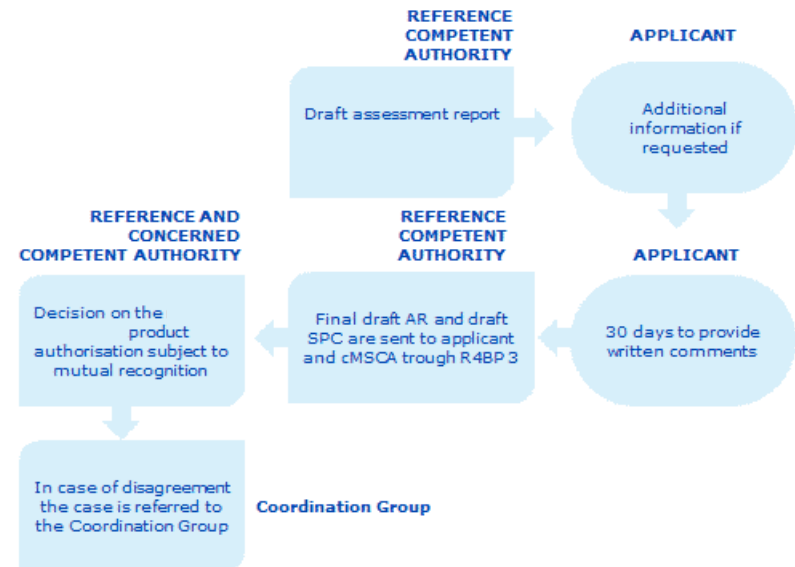 REFERENCE
COMPETENT
AUTHORITY
Draft assessment report
APPLICANT
Additional
information if
requested
APPLICANT
30 days to provide
written comments
REFERENCE
COMPETENT
AUTHORITY
Final draft AR and draft
SPC are sent to applicant
and cMSCA trough R4BP 3
REFERENCE AND
CONCERNED
COMPETENT AUTHORITY
Decision on the
product
authorisation subject to
mutual recognition
In case of disagreement
the case is referred to
the Coordination Group
Coordination Group